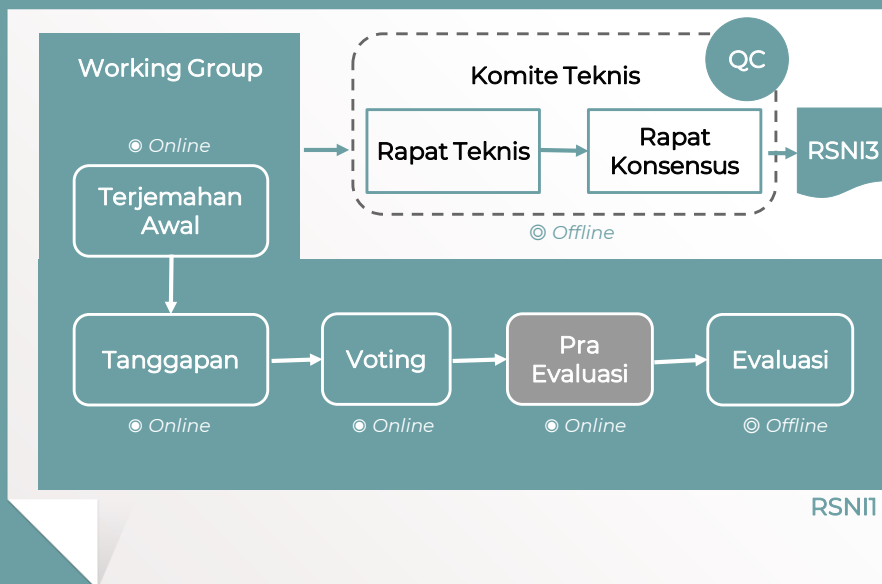 Working Group
◉ Online
Terjemahan
Awal
Komite Teknis
QC
Rapat Teknis
Rapat
Konsensus
RSNI3
◎ Offline
Tanggapan
Voting
Pra
Evaluasi
Evaluasi
◉ Online
◉ Online
◉ Online
◎ Offline
RSNI1